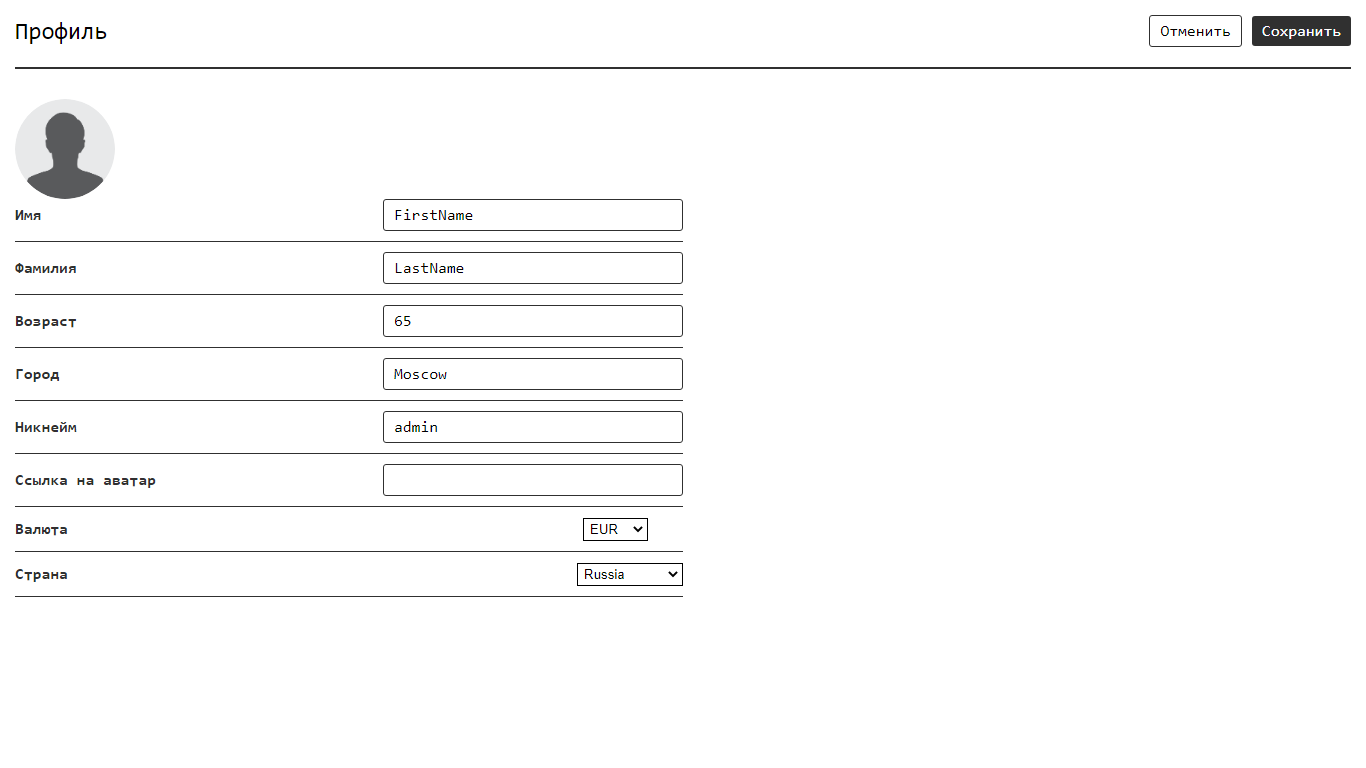 Профиль
Отменить
Сохранить
Имя
FirstName
Фамилия
LastName
Возраст
65
Город
Moscow
Никнейм
admin
Ссылка на аватар
Валюта
EUR
Страна
Russia